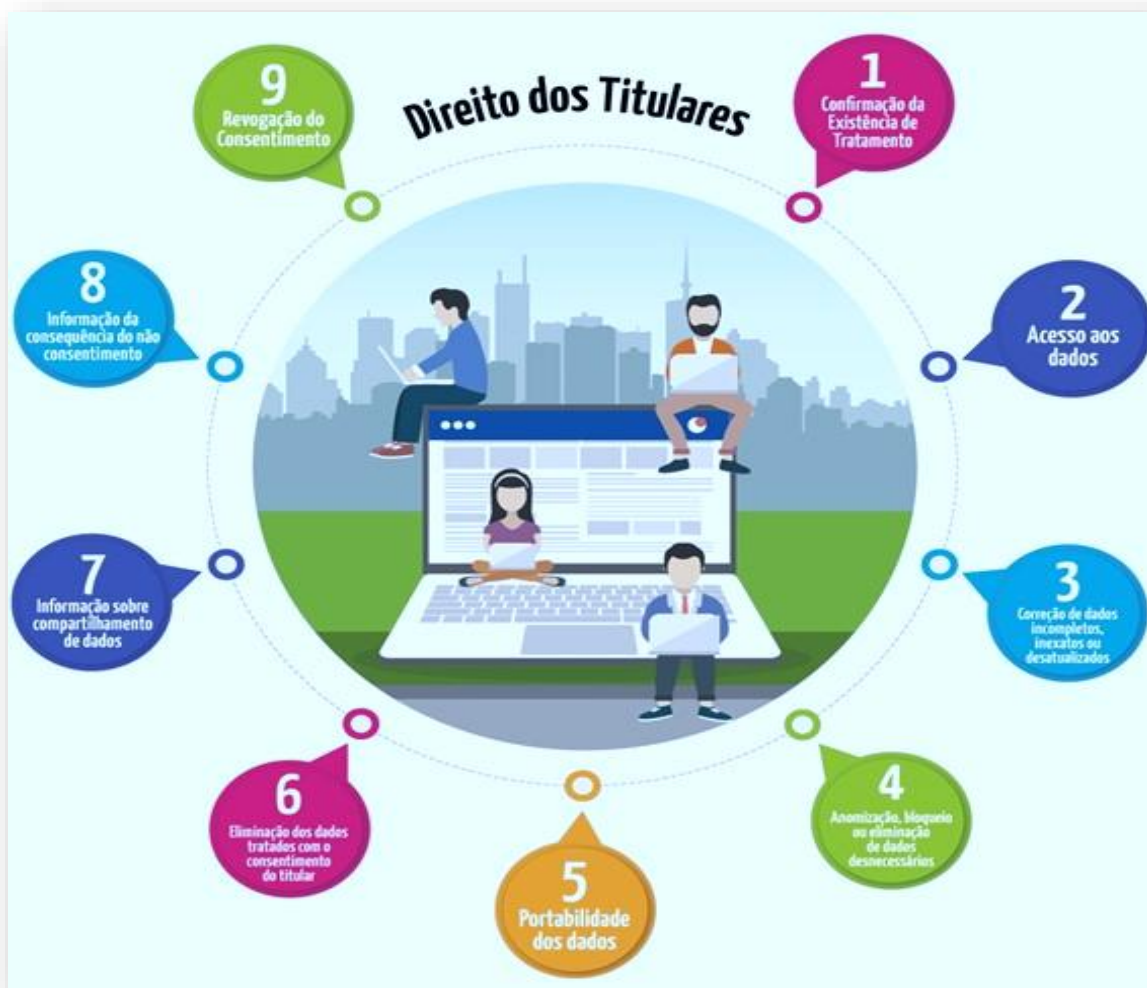 Direito dos Titulares
1
Confirmação da
Existência de
Tratamento
2
Acesso aos
dados
3
Correção de dados
incompletos,
inexatos ou
desatualizados
4
Anomização, bloqueio
ou eliminação
de dados
desnecessários
5
Portabilidade
dos dados
6
Eliminação dos dados
tratados com o
consentimento
do titular
7
Informação sobre
compartilhamento
de dados
8
Informação da
consequência do não
consentimento
9
Revogação do
Consentimento